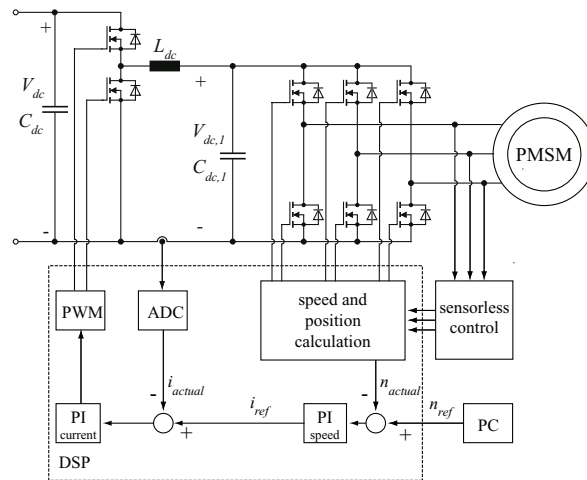 +
+
L_dc
V_dc
C_dc
V_dc,1
C_dc,1
PMSM
-
-
PWM
ADC
speed and
position
calculation
sensorless
control
-
i_actual
-
n_actual
PI
current
+
i_ref
PI
speed
+
n_ref
PC
DSP